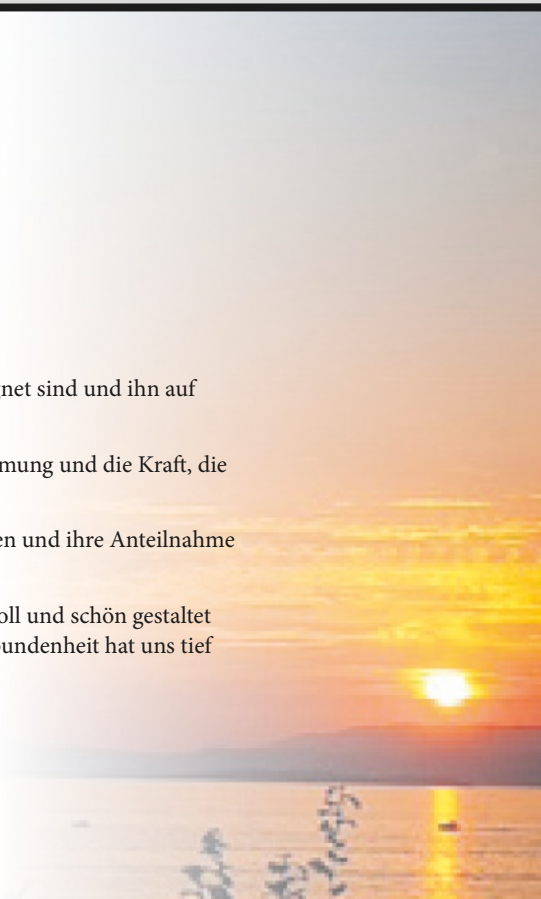 net sind und ihn auf
mung und die Kraft, die
en und ihre Anteilnahme
oll und schön gestaltet
undenheit hat uns tief